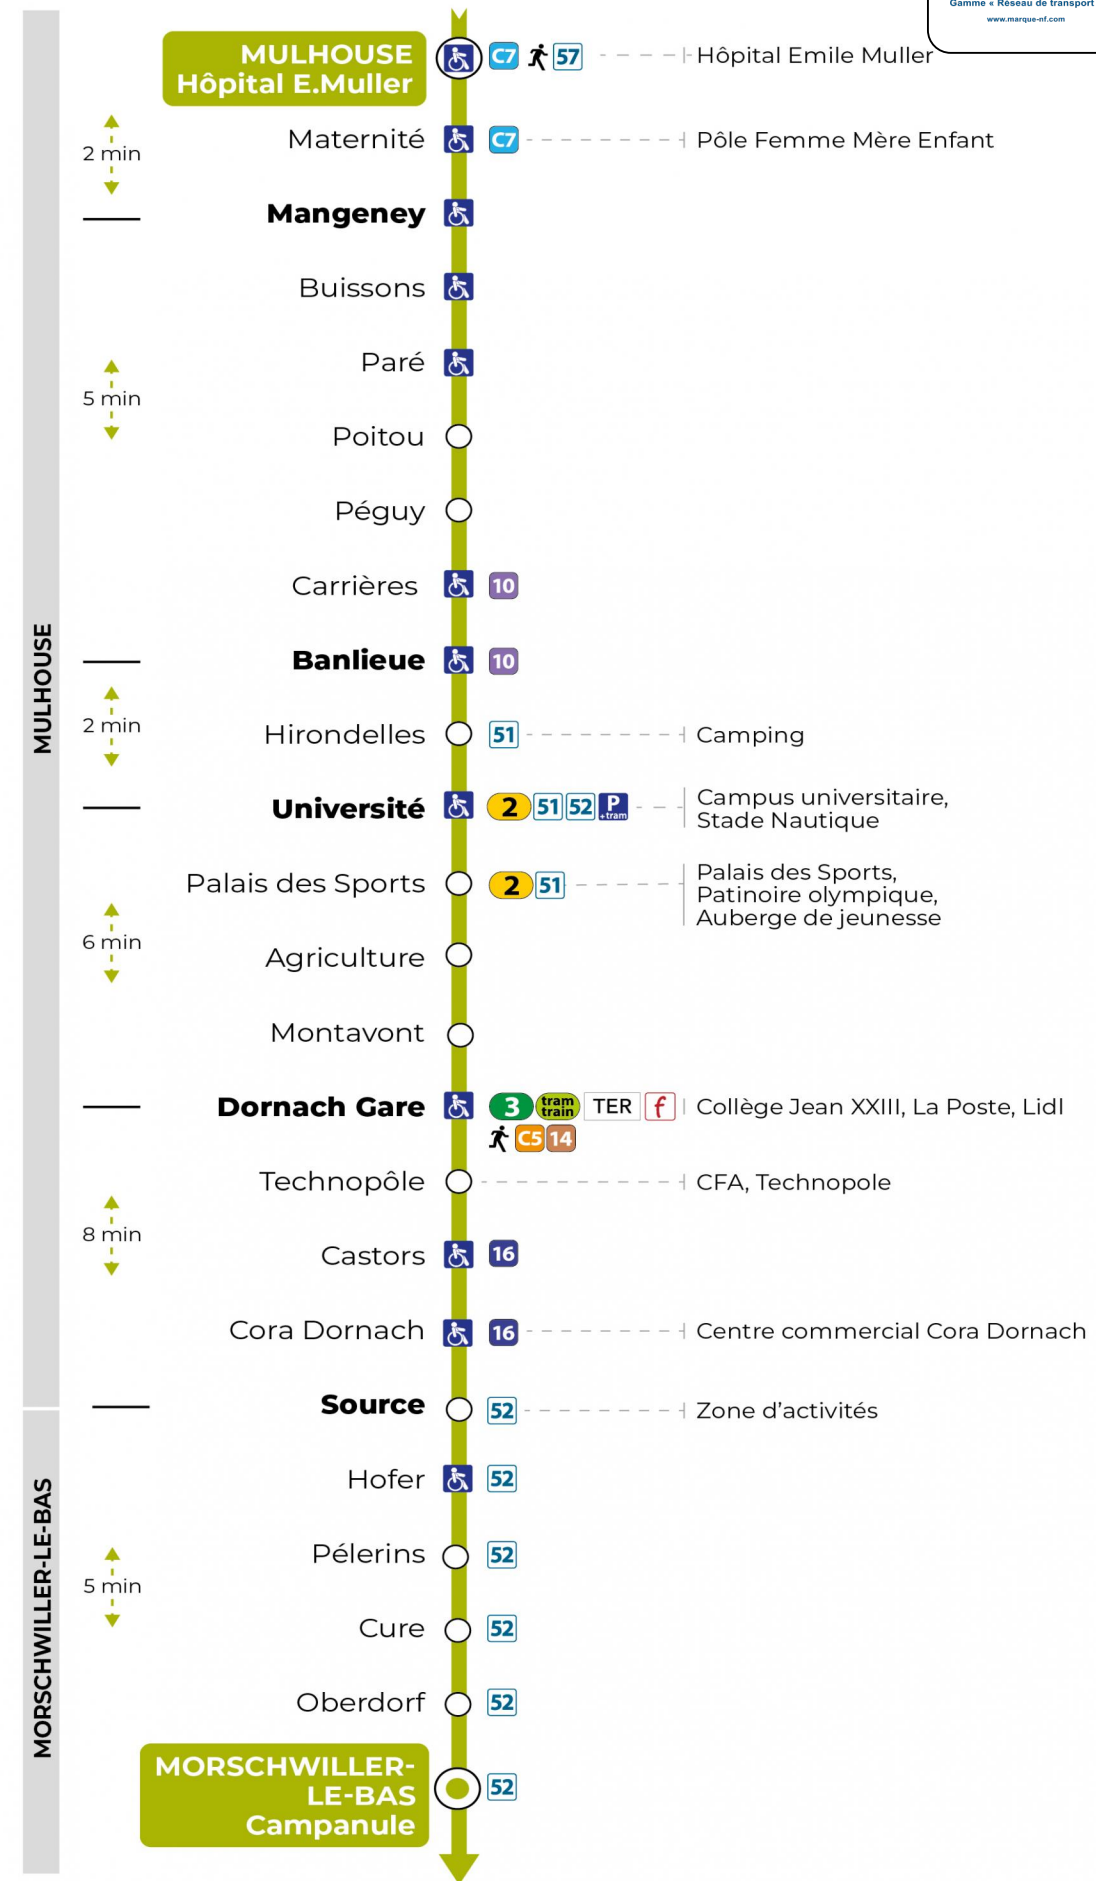 Gamme « Réseau de transport
www.marque-nf.com
MULHOUSE
Hôpital E.Muller
C7 57
Hôpital Emile Muller
Maternité
C7
Pôle Femme Mère Enfant
2 min
Mangeney
Buissons
Paré
5 min
Poitou
Péguy
Carrières
10
Banlieue
10
MULHOUSE
2 min
Hirondelles
51
Camping
Université
2 51 52 P
+tram
Campus universitaire,
Stade Nautique
Palais des Sports
2 51
Palais des Sports,
Patinoire olympique,
Auberge de jeunesse
6 min
Agriculture
Montavont
Dornach Gare
3 tram
train
TER f
Collège Jean XXIII, La Poste, Lidl
C5 14
Technopôle
CFA, Technopole
8 min
Castors
16
Cora Dornach
16
Centre commercial Cora Dornach
Source
52
Zone d’activités
Hofer
52
MORSCHWILLER-LE-BAS
Pélerins
52
5 min
Cure
52
Oberdorf
52
MORSCHWILLER-
LE-BAS
Campanule
52